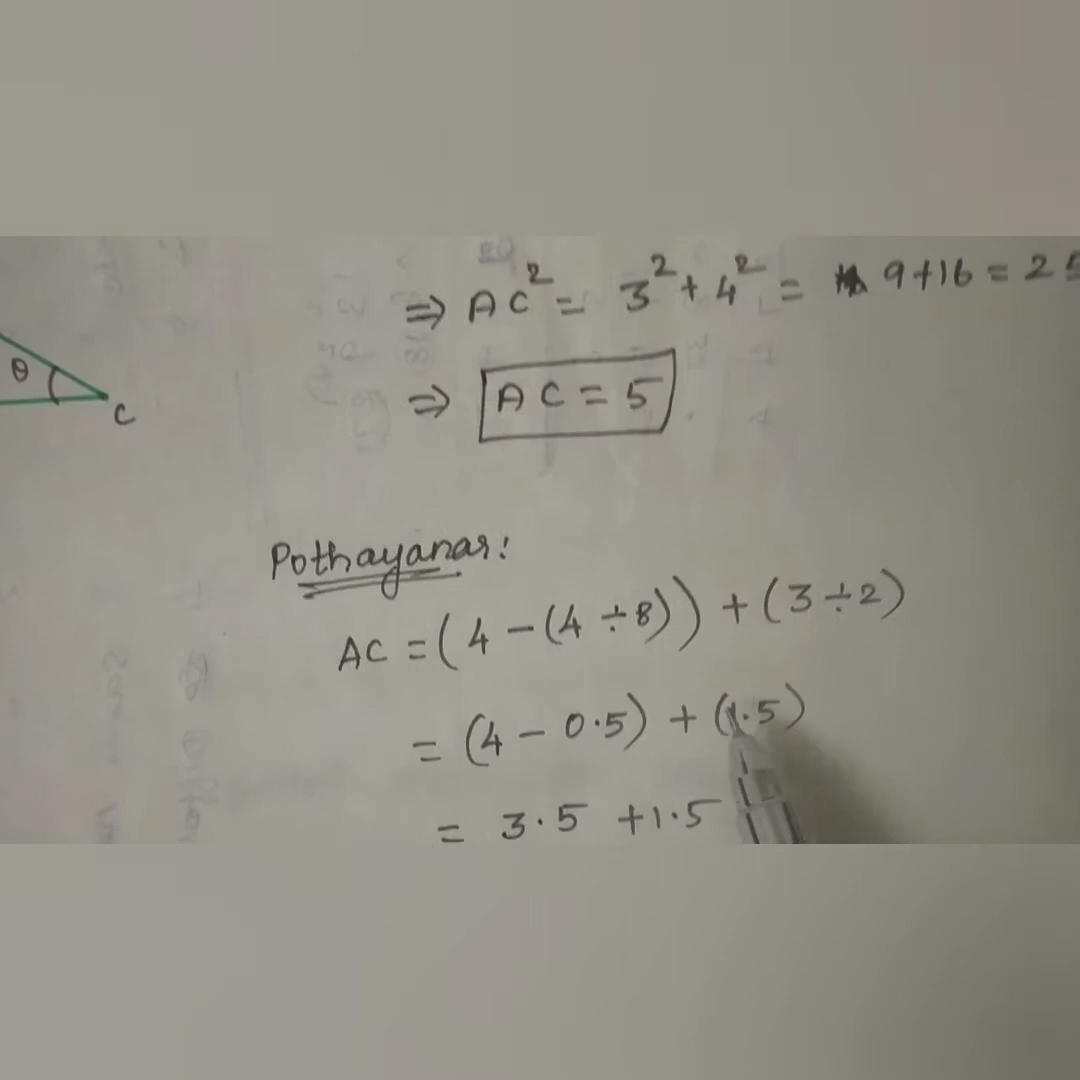 ⇒ AC² = 3² + 4² = 9+16 = 25
θ
C
⇒ AC = 5
Pothayanar:
AC = (4 - (4 ÷ 8)) + (3 ÷ 2)
= (4 - 0.5) + (1.5)
= 3.5 + 1.5